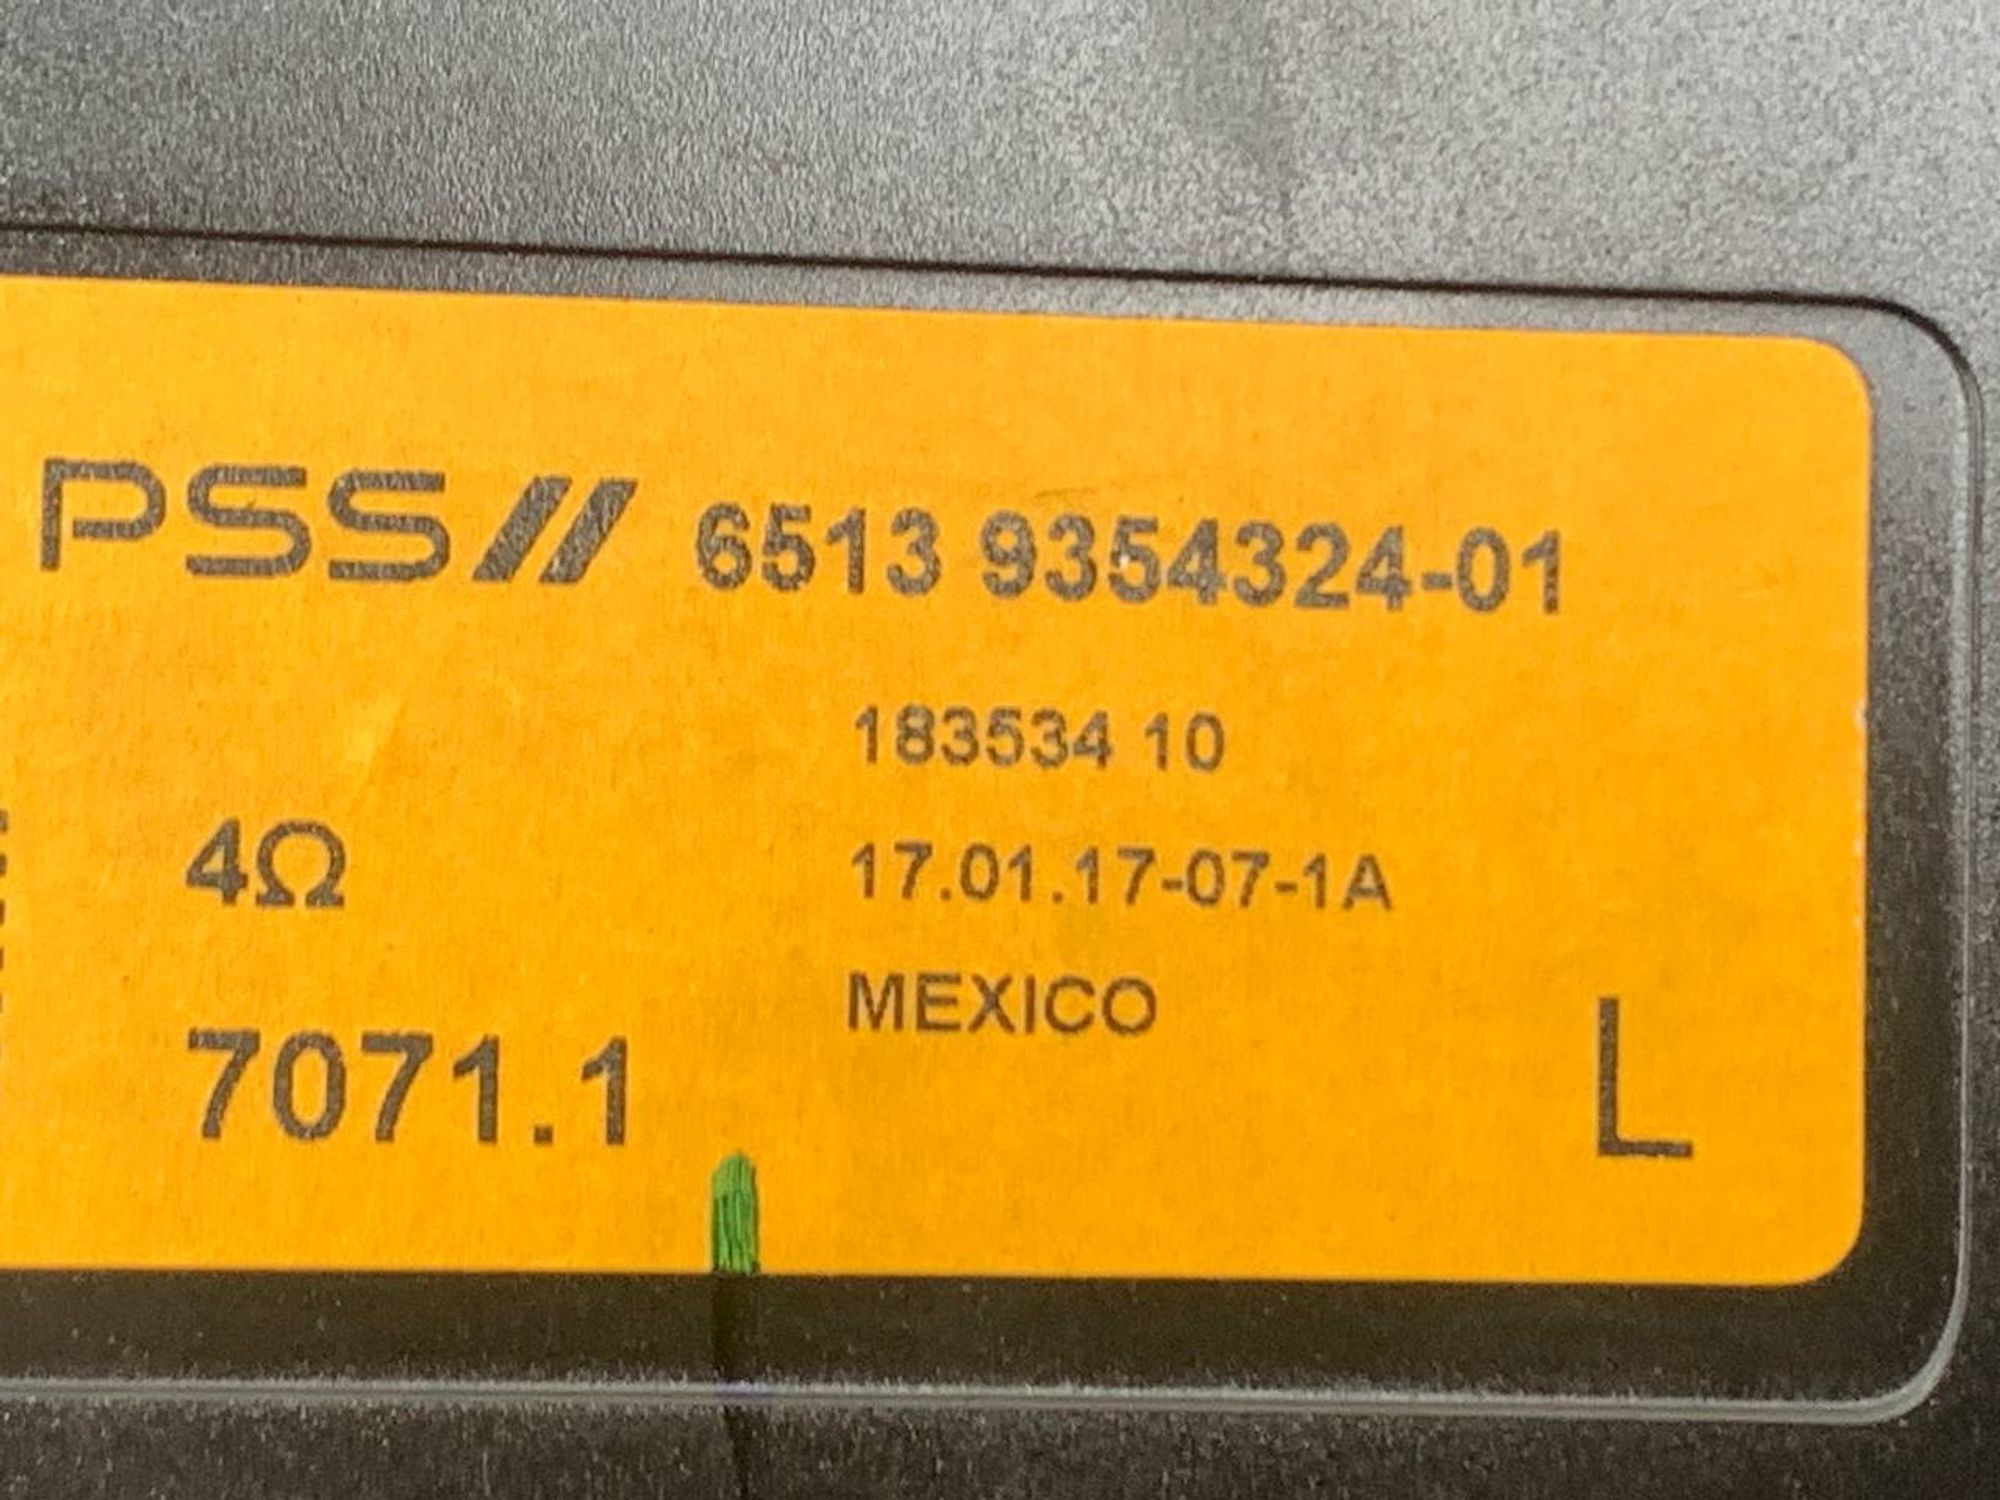 PSS// 6513 9354324-01
183534 10
4Ω
17.01.17-07-1A
MEXICO
7071.1
L